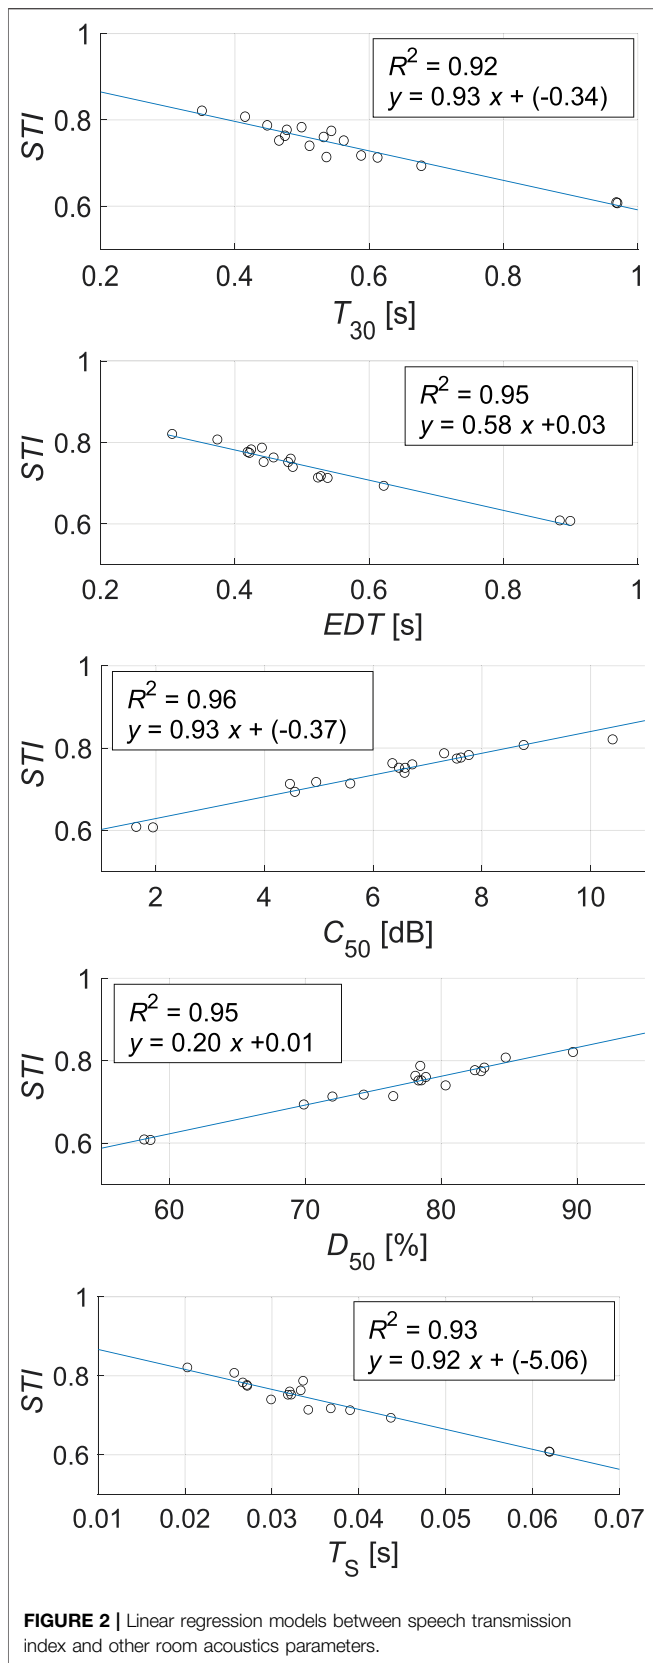 1
0.8
0.6
STI
R² = 0.92
y = 0.93 x + (-0.34)
0.2 0.4 0.6 0.8 1
T₃₀ [s]
1
0.8
0.6
STI
R² = 0.95
y = 0.58 x +0.03
0.2 0.4 0.6 0.8 1
EDT [s]
1
0.8
0.6
STI
R² = 0.96
y = 0.93 x + (-0.37)
2 4 6 8 10
C₅₀ [dB]
1
0.8
0.6
STI
R² = 0.95
y = 0.20 x +0.01
60 70 80 90
D₅₀ [%]
1
0.8
0.6
STI
R² = 0.93
y = 0.92 x + (-5.06)
0.01 0.02 0.03 0.04 0.05 0.06 0.07
T_S [s]
FIGURE 2 | Linear regression models between speech transmission
index and other room acoustics parameters.